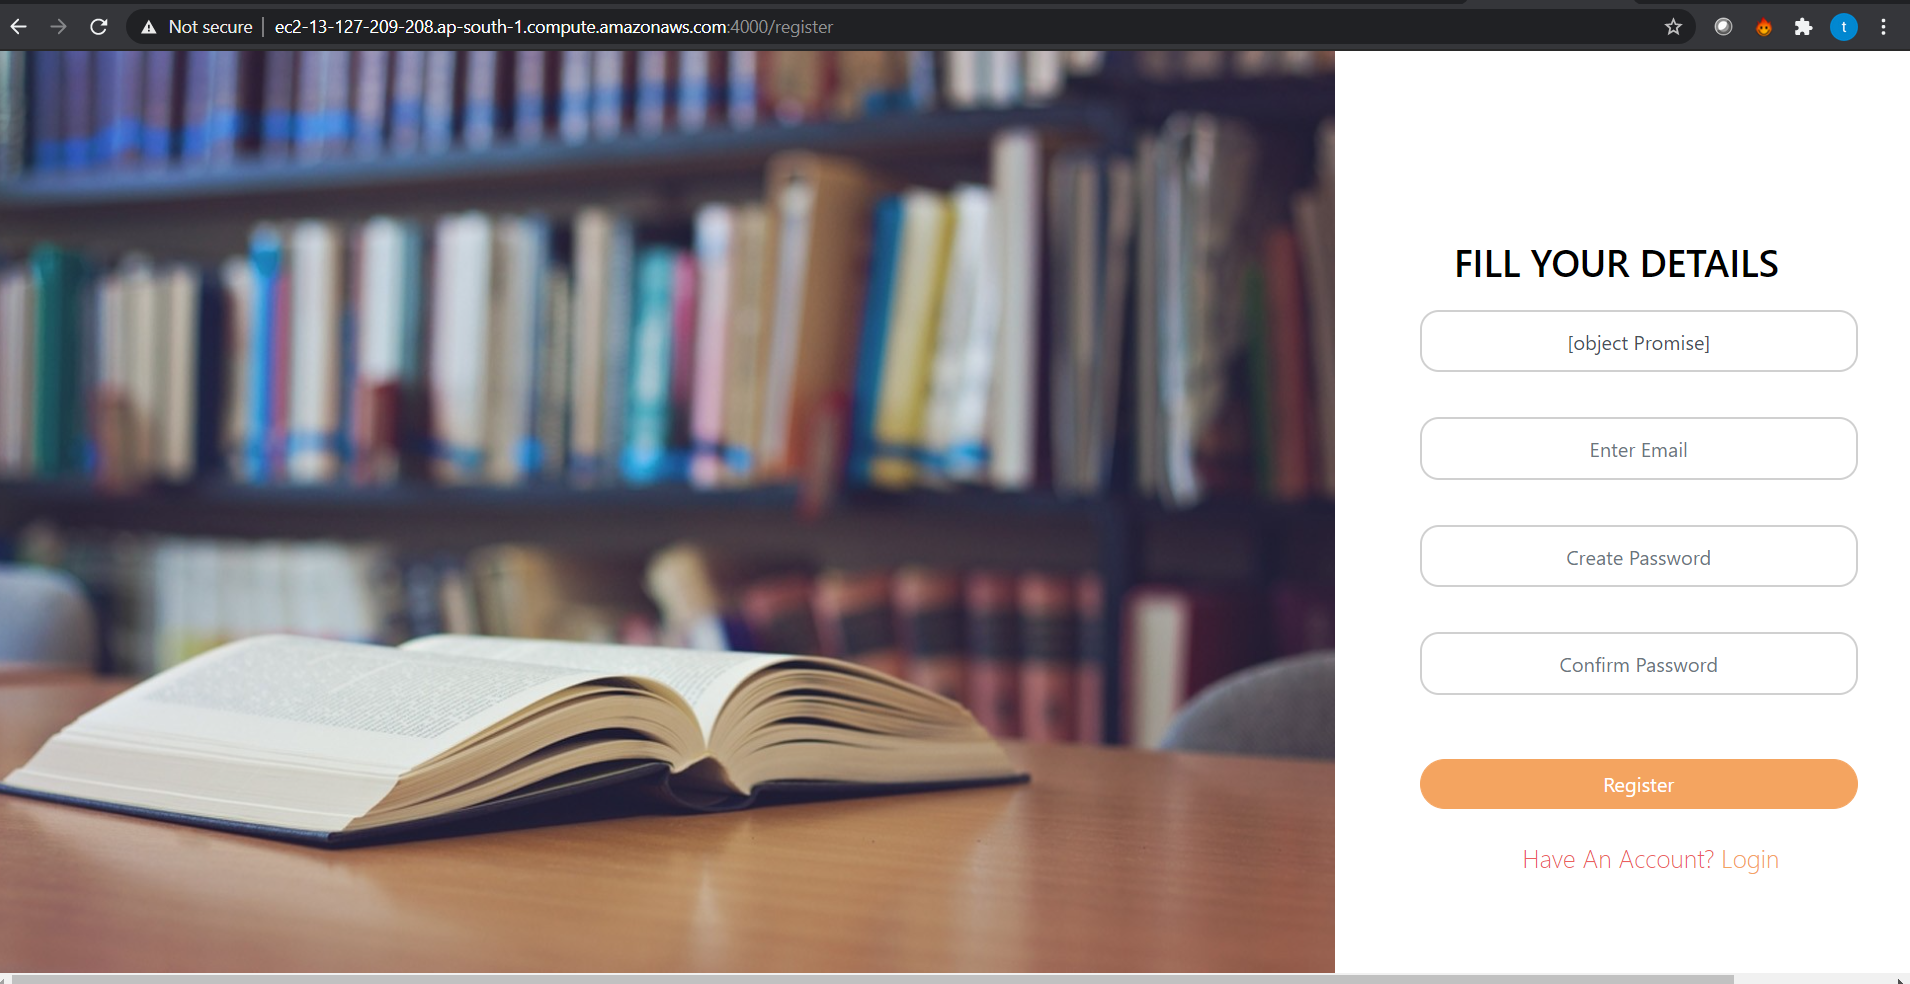 Not secure | ec2-13-127-209-208.ap-south-1.compute.amazonaws.com:4000/register
t
FILL YOUR DETAILS
[object Promise]
Enter Email
Create Password
Confirm Password
Register
Have An Account? Login